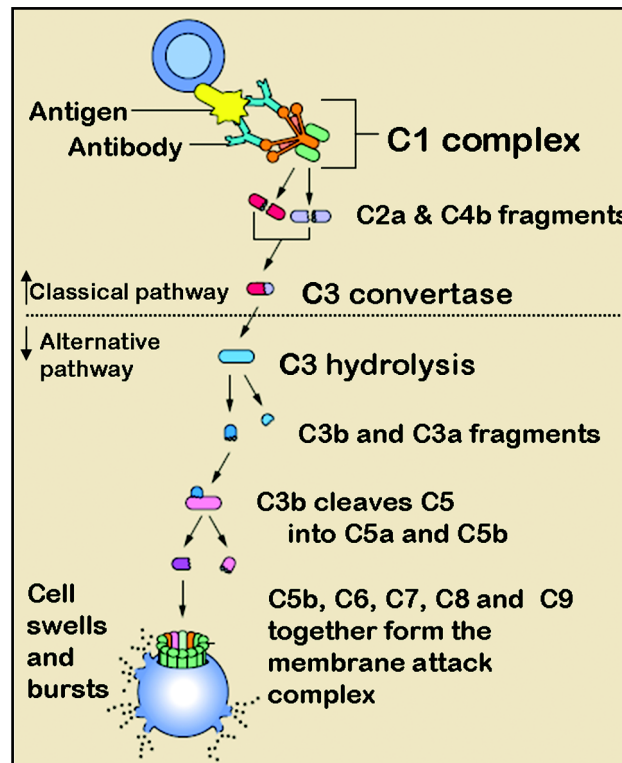 Antigen
Antibody
C1 complex
C2a & C4b fragments
Classical pathway
C3 convertase
Alternative
pathway
C3 hydrolysis
C3b and C3a fragments
C3b cleaves C5
into C5a and C5b
Cell
swells
and
bursts
C5b, C6, C7, C8 and C9
together form the
membrane attack
complex